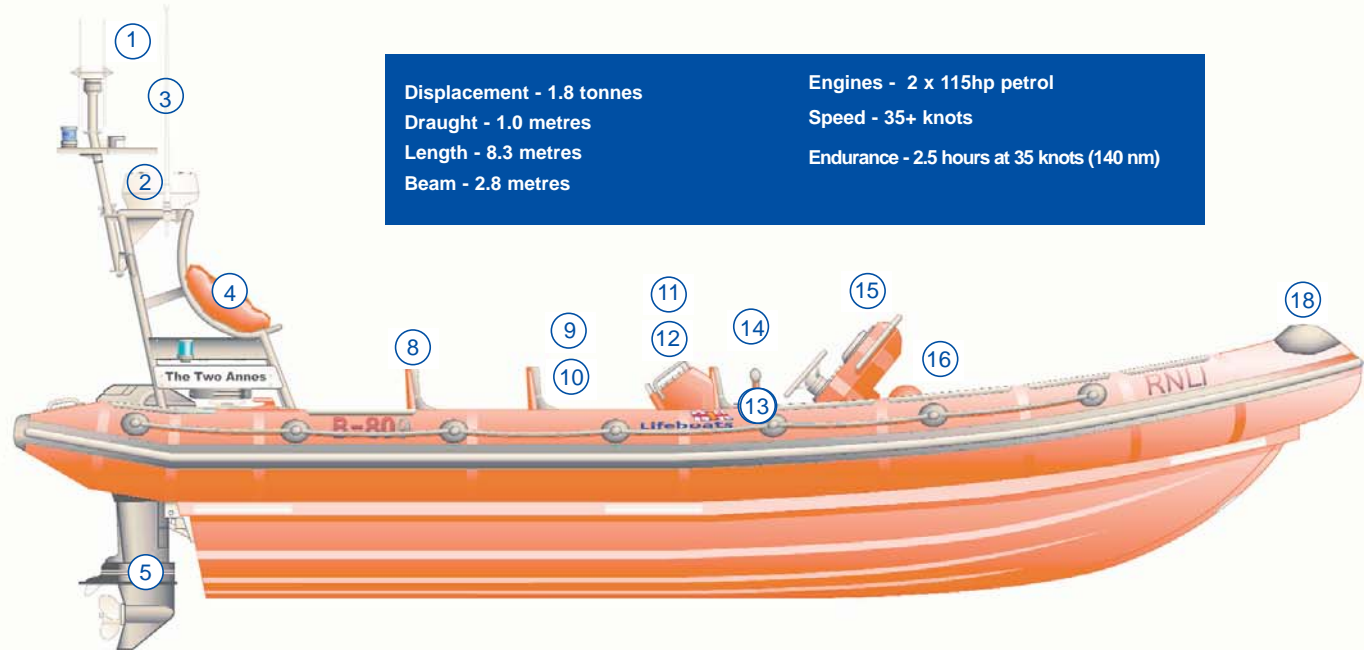 1
3
2
4
5
Displacement - 1.8 tonnes
Draught - 1.0 metres
Length - 8.3 metres
Beam - 2.8 metres
Engines - 2 x 115hp petrol
Speed - 35+ knots
Endurance - 2.5 hours at 35 knots (140 nm)
8
9
10
11
12
14
13
15
16
18
The Two Annes
B-80
Lifeboats
RNLI